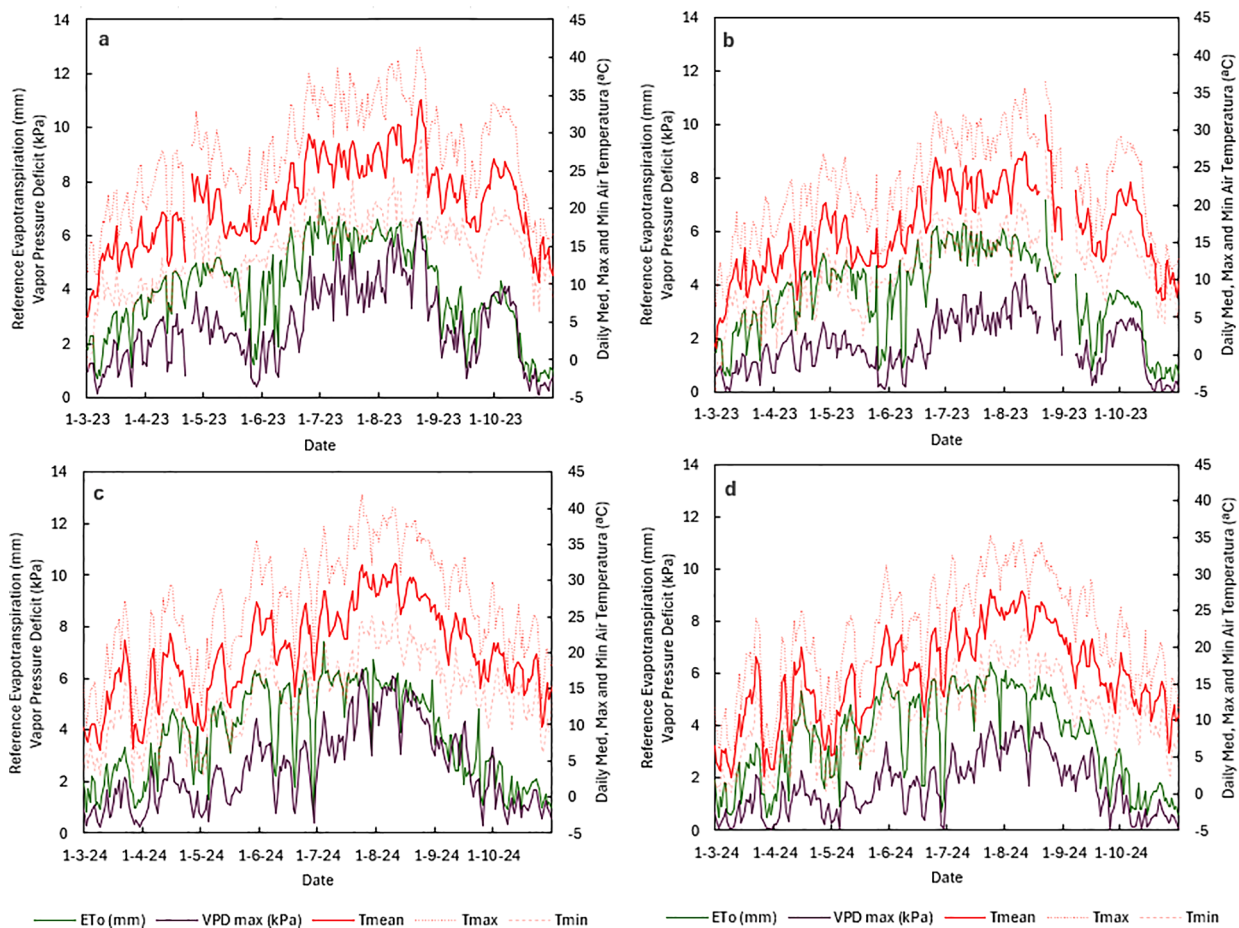 a
Reference Evapotranspiration (mm)
Vapor Pressure Deficit (kPa)
14
12
10
8
6
4
2
0
45
40
35
30
25
20
15
10
5
0
-5
Daily Med, Max and Min Air Temperatura (ªC)
1-3-23 1-4-23 1-5-23 1-6-23 1-7-23 1-8-23 1-9-23 1-10-23
Date
b
Reference Evapotranspiration (mm)
Vapor Pressure Deficit (kPa)
14
12
10
8
6
4
2
0
45
40
35
30
25
20
15
10
5
0
-5
Daily Med, Max and Min Air Temperatura (ªC)
1-3-23 1-4-23 1-5-23 1-6-23 1-7-23 1-8-23 1-9-23 1-10-23
Date
c
Reference Evapotranspiration (mm)
Vapor Pressure Deficit (kPa)
14
12
10
8
6
4
2
0
45
40
35
30
25
20
15
10
5
0
-5
Daily Med, Max and Min Air Temperatura (ªC)
1-3-24 1-4-24 1-5-24 1-6-24 1-7-24 1-8-24 1-9-24 1-10-24
Date
d
Reference Evapotranspiration (mm)
Vapor Pressure Deficit (kPa)
14
12
10
8
6
4
2
0
45
40
35
30
25
20
15
10
5
0
-5
Daily Med, Max and Min Air Temperatura (ªC)
1-3-24 1-4-24 1-5-24 1-6-24 1-7-24 1-8-24 1-9-24 1-10-24
Date
ETo (mm) VPD max (kPa) Tmean Tmax Tmin
ETo (mm) VPD max (kPa) Tmean Tmax Tmin